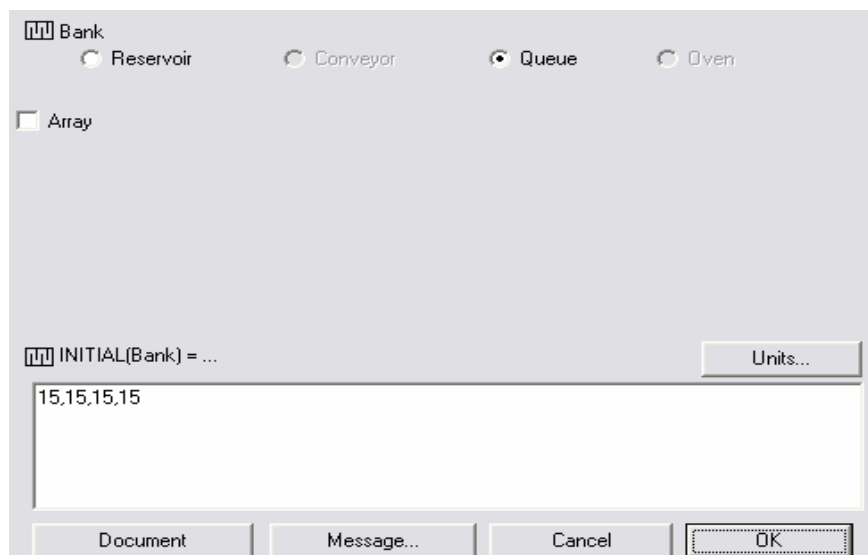 Bank
Reservoir Conveyor Queue Oven
Array
INITIAL(Bank) = ...
Units...
15,15,15,15
Document Message... Cancel OK